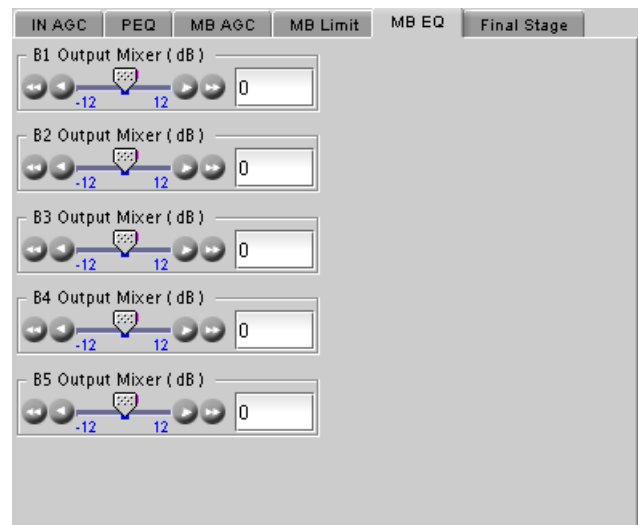 IN AGC PEQ MB AGC MB Limit MB EQ Final Stage
B1 Output Mixer ( dB )
0
-12 12
B2 Output Mixer ( dB )
0
-12 12
B3 Output Mixer ( dB )
0
-12 12
B4 Output Mixer ( dB )
0
-12 12
B5 Output Mixer ( dB )
0
-12 12